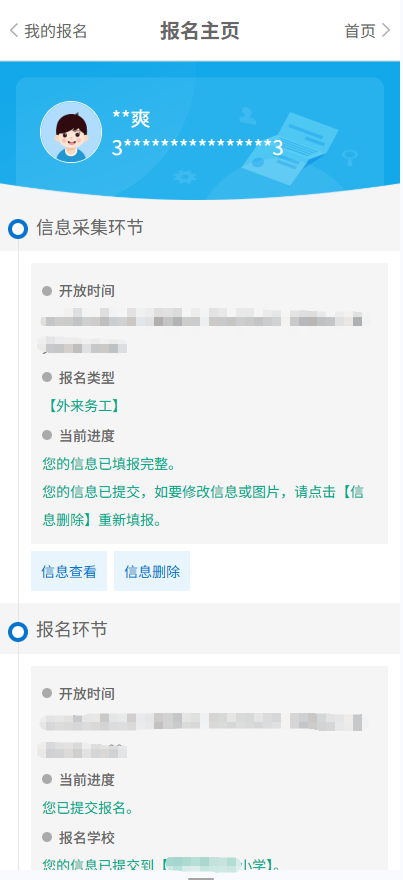 我的报名
报名主页
首页
**爽
3****************3
信息采集环节
开放时间
报名类型
【外来务工】
当前进度
您的信息已填报完整。
您的信息已提交，如要修改信息或图片，请点击【信
息删除】重新填报。
信息查看
信息删除
报名环节
开放时间
当前进度
您已提交报名。
报名学校
您的信息已提交到【
小学】。